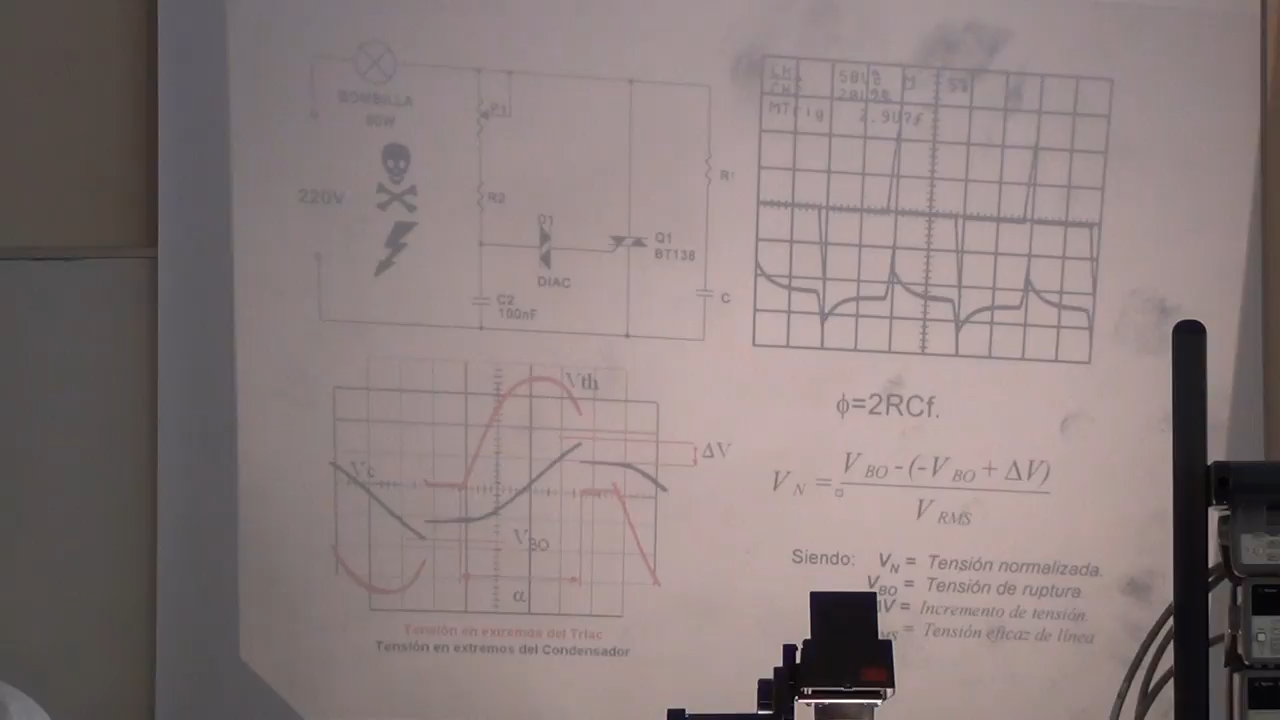 BOMBILLA
60W
220V
R2
D1
DIAC
C2
100nF
Q1
BT138
R1
C
MTrig
Vth
Vc
ΔV
VBO
α
Tensión en extremos del Triac
Tensión en extremos del Condensador
ϕ=2RCf.
VN = VBO-(-VBO+ΔV)
VRMS
Siendo: VN = Tensión normalizada.
VBO = Tensión de ruptura
V = Incremento de tensión.
MS = Tensión eficaz de línea